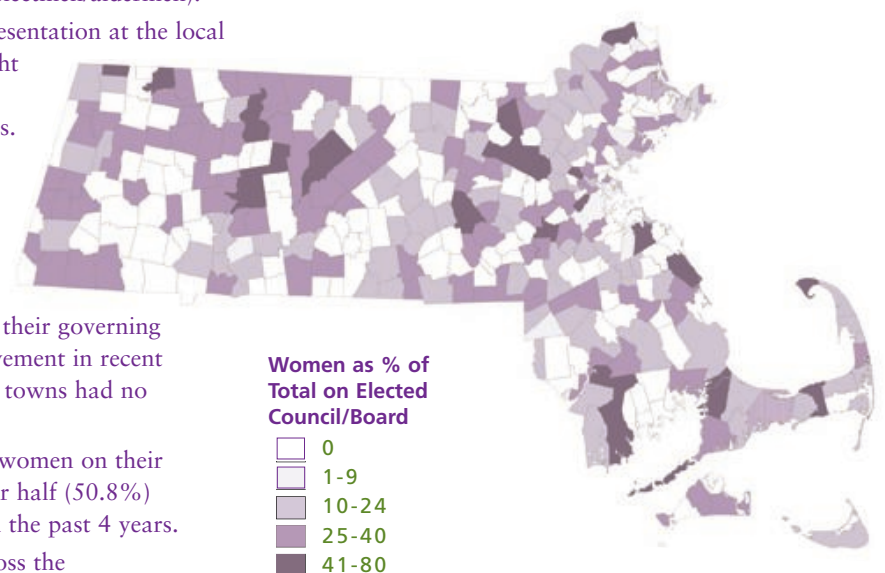 esentation at the local
ht
s.
their governing
vement in recent
towns had no
women on their
r half (50.8%)
the past 4 years.
oss the
Women as % of
Total on Elected
Council/Board
0
1-9
10-24
25-40
41-80